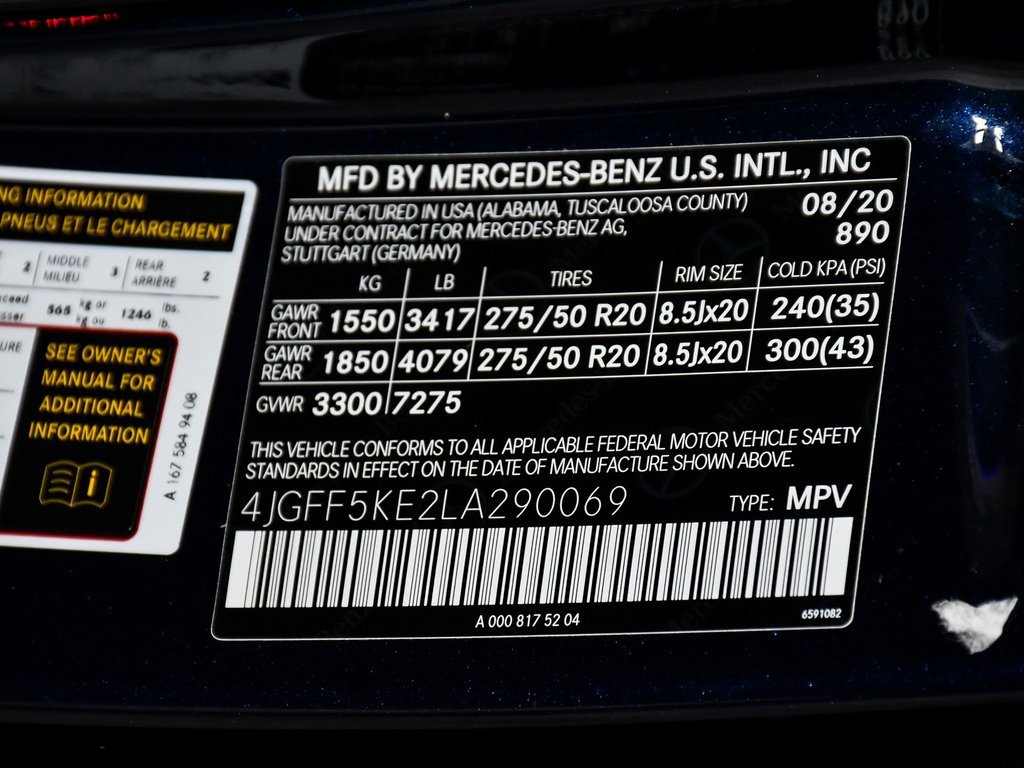 NG INFORMATION
PNEUS ET LE CHARGEMENT
2 MIDDLE MILIEU 3 REAR ARRIÈRE 2
565 kg or kg ou 1246 lbs. lb.
SEE OWNER'S
MANUAL FOR
ADDITIONAL
INFORMATION
A 167 584 94 08
MFD BY MERCEDES-BENZ U.S. INTL., INC
MANUFACTURED IN USA (ALABAMA, TUSCALOOSA COUNTY) 08/20
UNDER CONTRACT FOR MERCEDES-BENZ AG, 890
STUTTGART (GERMANY)
KG LB TIRES RIM SIZE COLD KPA (PSI)
GAWR FRONT 1550 3417 275/50 R20 8.5Jx20 240(35)
GAWR REAR 1850 4079 275/50 R20 8.5Jx20 300(43)
GVWR 3300 7275
THIS VEHICLE CONFORMS TO ALL APPLICABLE FEDERAL MOTOR VEHICLE SAFETY
STANDARDS IN EFFECT ON THE DATE OF MANUFACTURE SHOWN ABOVE.
4JGFF5KE2LA290069 TYPE: MPV
A 000 817 52 04 6591082